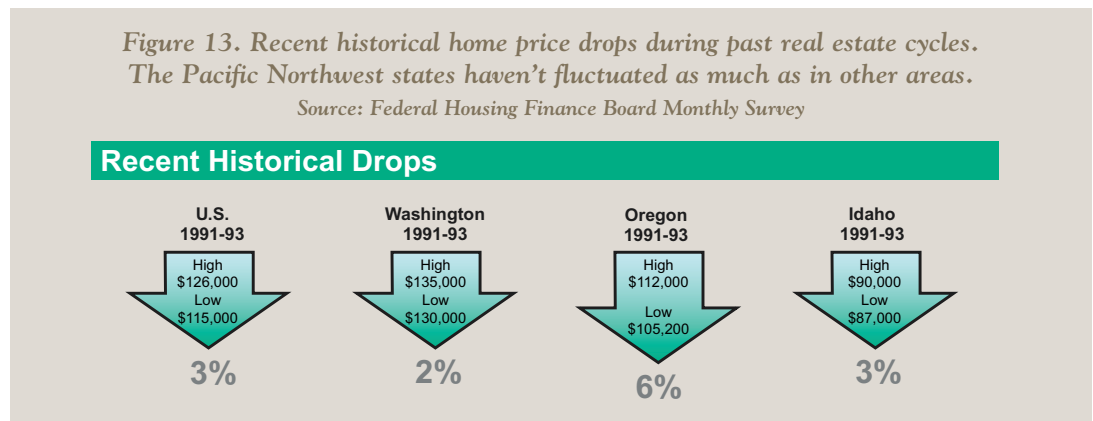 Figure 13. Recent historical home price drops during past real estate cycles.
The Pacific Northwest states haven't fluctuated as much as in other areas.
Source: Federal Housing Finance Board Monthly Survey
Recent Historical Drops
U.S.
1991-93
High
$126,000
Low
$115,000
3%
Washington
1991-93
High
$135,000
Low
$130,000
2%
Oregon
1991-93
High
$112,000
Low
$105,200
6%
Idaho
1991-93
High
$90,000
Low
$87,000
3%